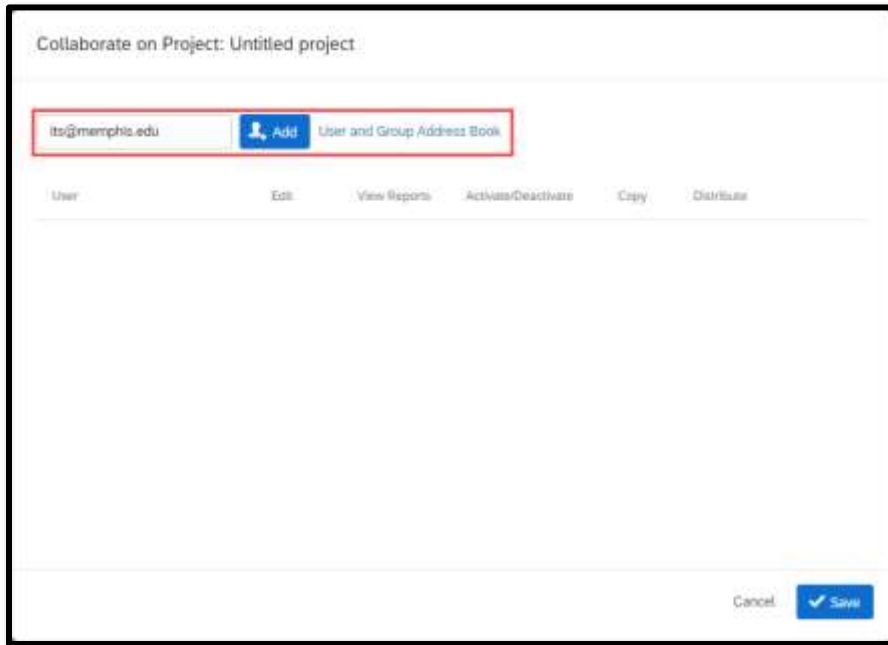 Collaborate on Project: Untitled project
its@memphis.edu Add User and Group Address Book
User Edit View Reports Activate/Deactivate Copy Distribute
Cancel Save